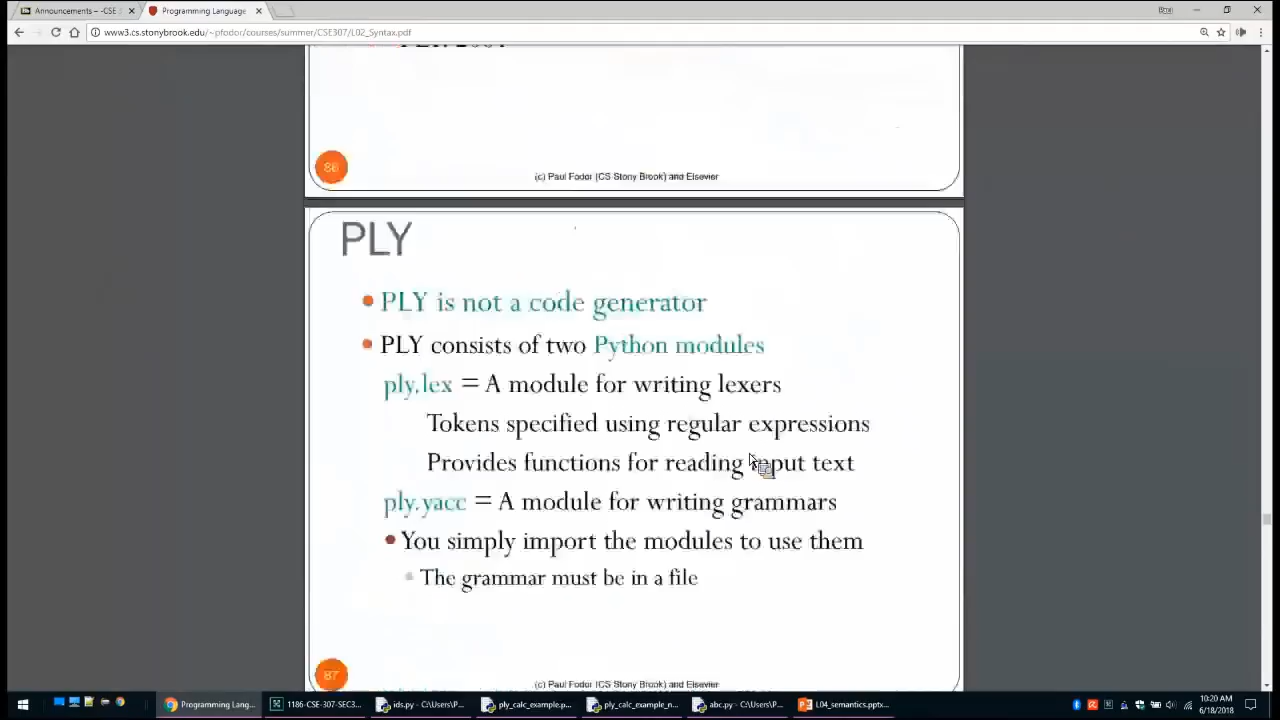 Announcements – -CSE 3
Programming Language
www3.cs.stonybrook.edu/~pfodor/courses/summer/CSE307/L02_Syntax.pdf
86
(c) Paul Fodor (CS Stony Brook) and Elsevier
PLY
PLY is not a code generator
PLY consists of two Python modules
ply.lex = A module for writing lexers
Tokens specified using regular expressions
Provides functions for reading input text
ply.yacc = A module for writing grammars
You simply import the modules to use them
The grammar must be in a file
87
(c) Paul Fodor (CS Stony Brook) and Elsevier
Programming Lang...
1186-CSE-307-SEC3...
ids.py - C:\Users\P...
ply_calc_example.p...
ply_calc_example_n...
abc.py - C:\Users\P...
L04_semantics.pptx...
10:20 AM
6/18/2018